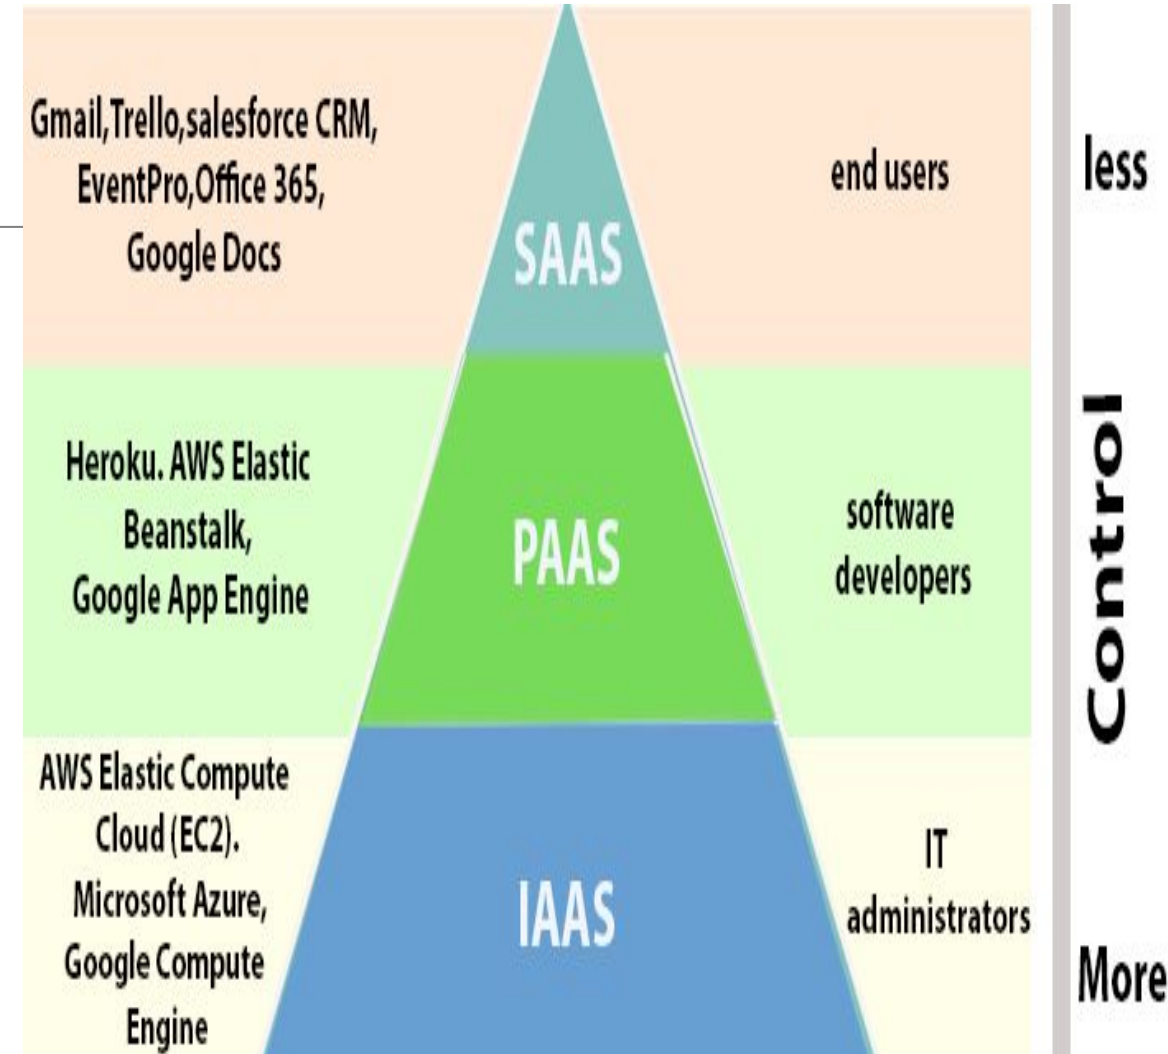 Gmail,Trello,salesforce CRM,
EventPro,Office 365,
Google Docs
SAAS
end users
less
Heroku. AWS Elastic
Beanstalk,
Google App Engine
PAAS
software
developers
Control
AWS Elastic Compute
Cloud (EC2).
Microsoft Azure,
Google Compute
Engine
IAAS
IT
administrators
More